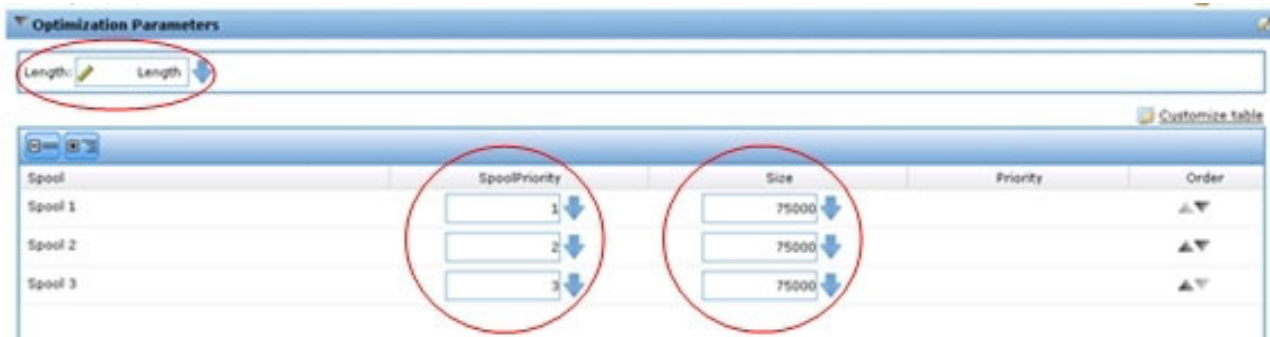 Optimization Parameters
Length: Length
Customize table
Spool SpoolPriority Size Priority Order
Spool 1 1 75000
Spool 2 2 75000
Spool 3 3 75000